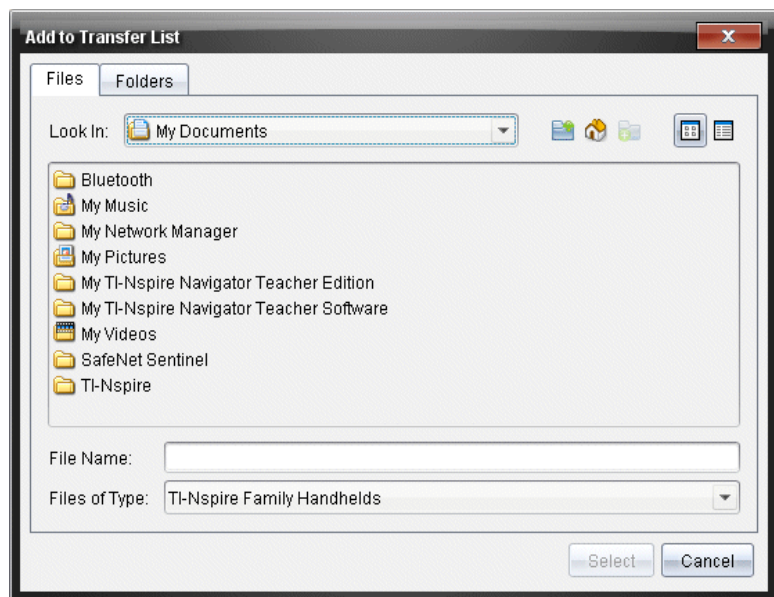 Add to Transfer List
Files Folders
Look In: My Documents
Bluetooth
My Music
My Network Manager
My Pictures
My TI-Nspire Navigator Teacher Edition
My TI-Nspire Navigator Teacher Software
My Videos
SafeNet Sentinel
TI-Nspire
File Name:
Files of Type: TI-Nspire Family Handhelds
Select Cancel